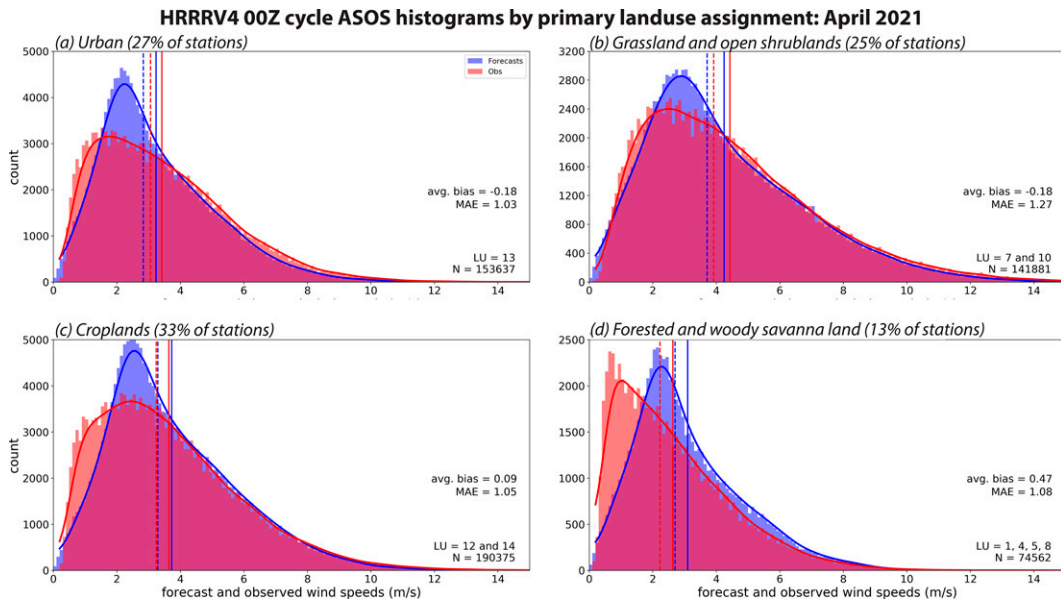 HRRRV4 00Z cycle ASOS histograms by primary landuse assignment: April 2021
(a) Urban (27% of stations)
5000
4000
3000
2000
1000
0
count
0 2 4 6 8 10 12 14
Forecasts
Obs
avg. bias = -0.18
MAE = 1.03
LU = 13
N = 153637
(b) Grassland and open shrublands (25% of stations)
3200
2800
2400
2000
1600
1200
800
400
0
0 2 4 6 8 10 12 14
avg. bias = -0.18
MAE = 1.27
LU = 7 and 10
N = 141881
(c) Croplands (33% of stations)
5000
4000
3000
2000
1000
0
count
0 2 4 6 8 10 12 14
forecast and observed wind speeds (m/s)
avg. bias = 0.09
MAE = 1.05
LU = 12 and 14
N = 190375
(d) Forested and woody savanna land (13% of stations)
2500
2000
1500
1000
500
0
0 2 4 6 8 10 12 14
forecast and observed wind speeds (m/s)
avg. bias = 0.47
MAE = 1.08
LU = 1, 4, 5, 8
N = 74562